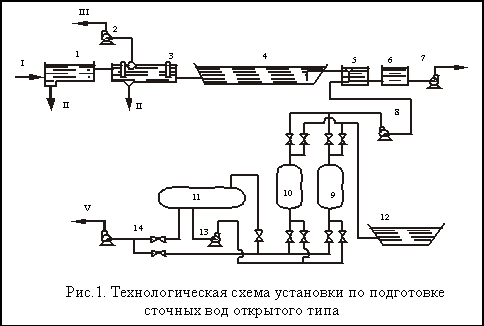 III
2
I
1
3
4
5
6
7
II
II
8
10
9
11
12
V
14
13
Рис.1. Технологическая схема установки по подготовке
сточных вод открытого типа